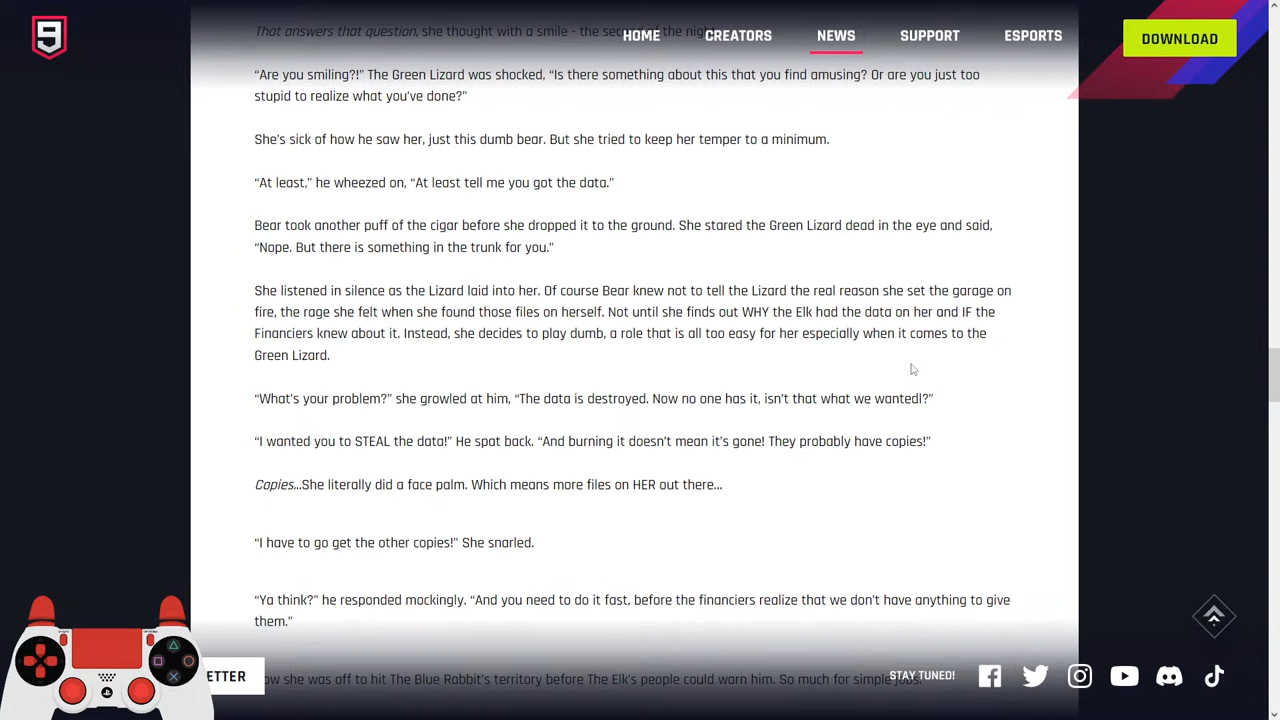 That answers that question, she thought with a smile - the second of the night.
HOME CREATORS NEWS SUPPORT ESPORTS
DOWNLOAD
“Are you smiling?!” The Green Lizard was shocked, “Is there something about this that you find amusing? Or are you just too
stupid to realize what you’ve done?”
She’s sick of how he saw her, just this dumb bear. But she tried to keep her temper to a minimum.
“At least,” he wheezed on, “At least tell me you got the data.”
Bear took another puff of the cigar before she dropped it to the ground. She stared the Green Lizard dead in the eye and said,
“Nope. But there is something in the trunk for you.”
She listened in silence as the Lizard laid into her. Of course Bear knew not to tell the Lizard the real reason she set the garage on
fire, the rage she felt when she found those files on herself. Not until she finds out WHY the Elk had the data on her and IF the
Financiers knew about it. Instead, she decides to play dumb, a role that is all too easy for her especially when it comes to the
Green Lizard.
“What’s your problem?” she growled at him, “The data is destroyed. Now no one has it, isn’t that what we wantedl?”
“I wanted you to STEAL the data!” He spat back. “And burning it doesn’t mean it’s gone! They probably have copies!”
Copies...She literally did a face palm. Which means more files on HER out there...
“I have to go get the other copies!” She snarled.
“Ya think?” he responded mockingly. “And you need to do it fast, before the financiers realize that we don’t have anything to give
them.”
ETTER
ow she was off to hit The Blue Rabbit’s territory before The Elk’s people could warn him. So much for simple jobs.
STAY TUNED!